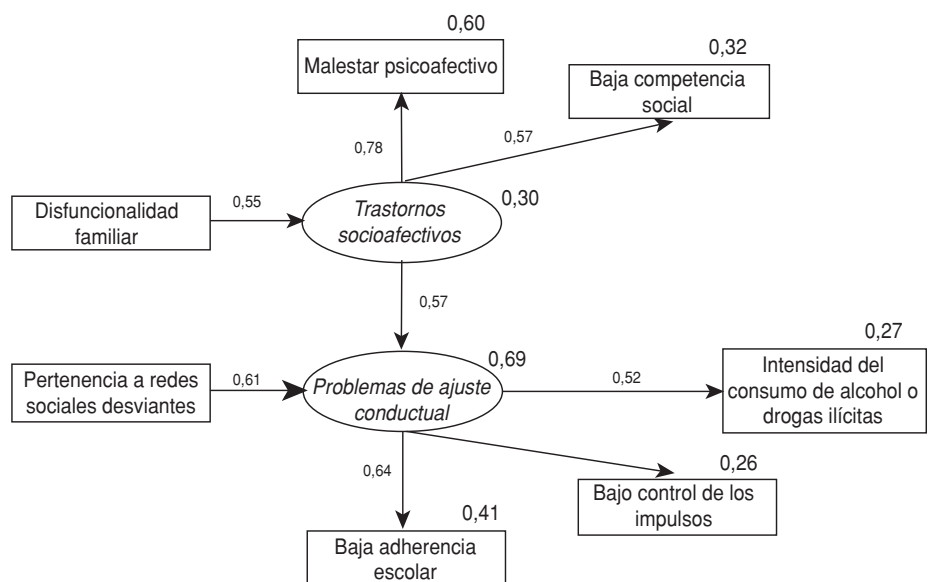 0,60
Malestar psicoafectivo
0,32
Baja competencia
social
0,78
0,57
Disfuncionalidad
familiar
0,55
Trastornos
socioafectivos
0,30
0,57
Pertenencia a redes
sociales desviantes
0,61
Problemas de ajuste
conductual
0,69
0,52
0,27
Intensidad del
consumo de alcohol o
drogas ilícitas
0,64
0,26
Bajo control de los
impulsos
0,41
Baja adherencia
escolar